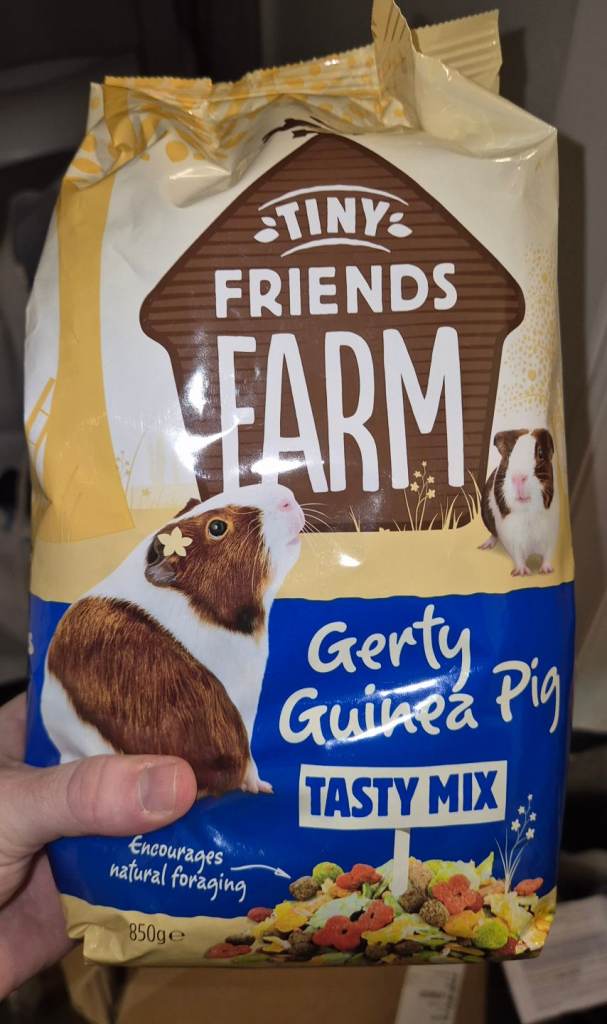 TINY
FRIENDS
FARM
Gerty
Guinea Pig
TASTY MIX
Encourages
natural foraging
850g e